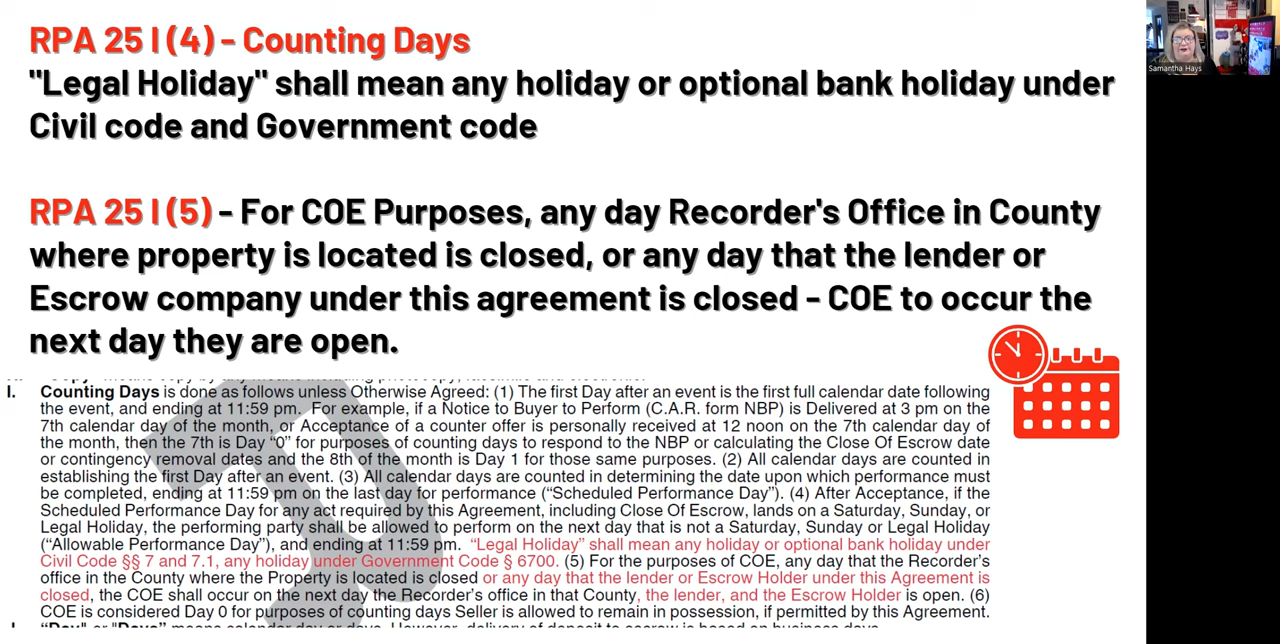 RPA 25 I (4) - Counting Days
"Legal Holiday" shall mean any holiday or optional bank holiday under
Civil code and Government code
RPA 25 I (5) - For COE Purposes, any day Recorder's Office in County
where property is located is closed, or any day that the lender or
Escrow company under this agreement is closed - COE to occur the
next day they are open.
I. Counting Days is done as follows unless Otherwise Agreed: (1) The first Day after an event is the first full calendar date following
the event, and ending at 11:59 pm. For example, if a Notice to Buyer to Perform (C.A.R. form NBP) is Delivered at 3 pm on the
7th calendar day of the month, or Acceptance of a counter offer is personally received at 12 noon on the 7th calendar day of
the month, then the 7th is Day “0” for purposes of counting days to respond to the NBP or calculating the Close Of Escrow date
or contingency removal dates and the 8th of the month is Day 1 for those same purposes. (2) All calendar days are counted in
establishing the first Day after an event. (3) All calendar days are counted in determining the date upon which performance must
be completed, ending at 11:59 pm on the last day for performance (“Scheduled Performance Day”). (4) After Acceptance, if the
Scheduled Performance Day for any act required by this Agreement, including Close Of Escrow, lands on a Saturday, Sunday, or
Legal Holiday, the performing party shall be allowed to perform on the next day that is not a Saturday, Sunday or Legal Holiday
(“Allowable Performance Day”), and ending at 11:59 pm. “Legal Holiday” shall mean any holiday or optional bank holiday under
Civil Code §§ 7 and 7.1, any holiday under Government Code § 6700. (5) For the purposes of COE, any day that the Recorder’s
office in the County where the Property is located is closed or any day that the lender or Escrow Holder under this Agreement is
closed, the COE shall occur on the next day the Recorder’s office in that County, the lender, and the Escrow Holder is open. (6)
COE is considered Day 0 for purposes of counting days Seller is allowed to remain in possession, if permitted by this Agreement.
Samantha Hays